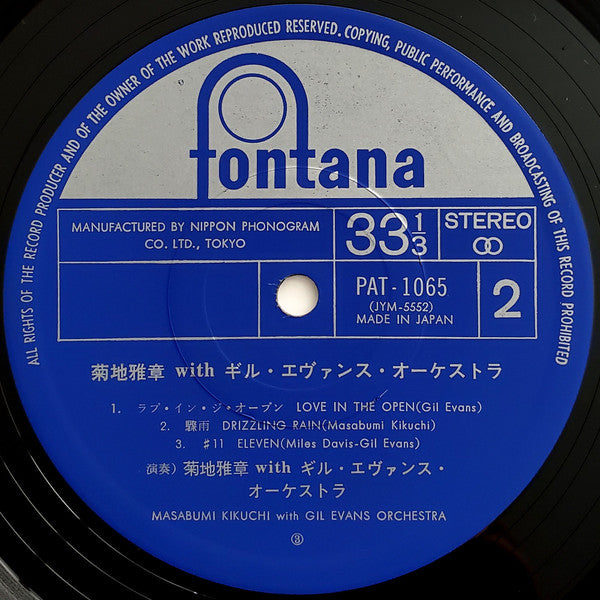 ALL RIGHTS OF THE RECORD PRODUCER AND OF THE OWNER OF THE WORK REPRODUCED RESERVED. COPYING, PUBLIC PERFORMANCE AND BROADCASTING OF THIS RECORD PROHIBITED
fontana
MANUFACTURED BY NIPPON PHONOGRAM
CO. LTD., TOKYO
33 1/3
STEREO
PAT-1065
(JYM-5552)
MADE IN JAPAN
2
菊地雅章 with ギル・エヴァンス・オーケストラ
1. ラブ・イン・ジ・オープン LOVE IN THE OPEN(Gil Evans)
2. 驟雨 DRIZZLING RAIN(Masabumi Kikuchi)
3. ♯11 ELEVEN(Miles Davis-Gil Evans)
演奏) 菊地雅章 with ギル・エヴァンス・
オーケストラ
MASABUMI KIKUCHI with GIL EVANS ORCHESTRA
③